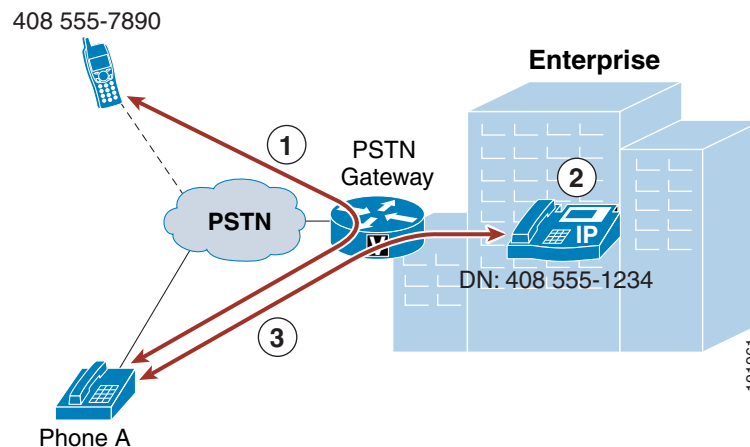 408 555-7890
Enterprise
1
PSTN
Gateway
2
PSTN
V
IP
DN: 408 555-1234
3
Phone A